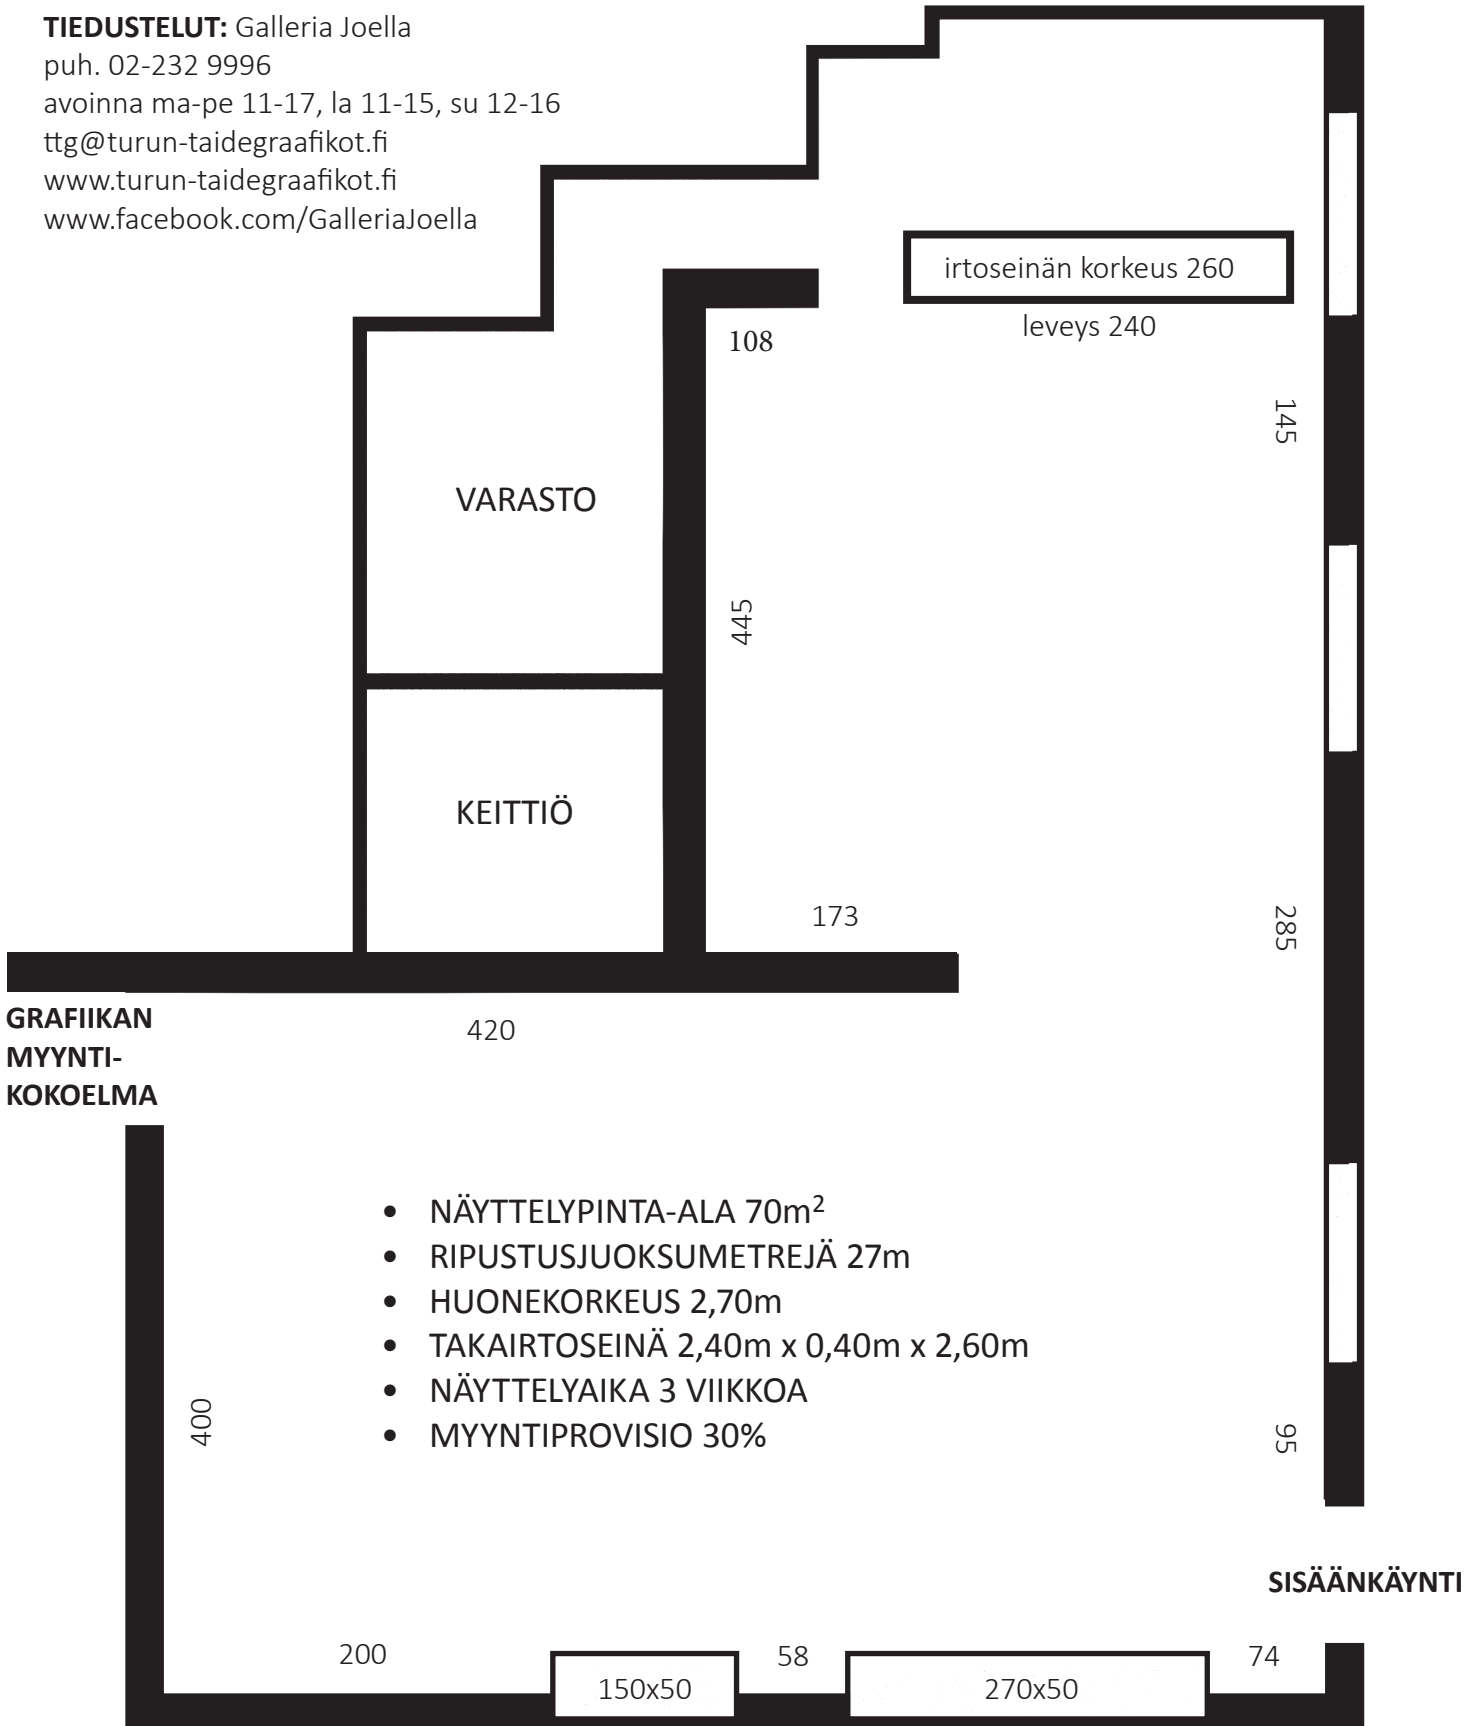 TIEDUSTELUT: Galleria Joella
puh. 02-232 9996
avoinna ma-pe 11-17, la 11-15, su 12-16
ttg@turun-taidegraafikot.fi
www.turun-taidegraafikot.fi
www.facebook.com/GalleriaJoella
irtoseinän korkeus 260
leveys 240
108
145
VARASTO
445
KEITTIÖ
173
285
GRAFIIKAN
MYYNTI-
KOKOELMA
420
• NÄYTTELYPINTA-ALA 70m²
• RIPUSTUSJUOKSUMETREJÄ 27m
• HUONEKORKEUS 2,70m
• TAKAIRTOSEINÄ 2,40m x 0,40m x 2,60m
• NÄYTTELYAIKA 3 VIIKKOA
• MYYNTIPROVISIO 30%
400
95
SISÄÄNKÄYNTI
200
58
74
150x50
270x50